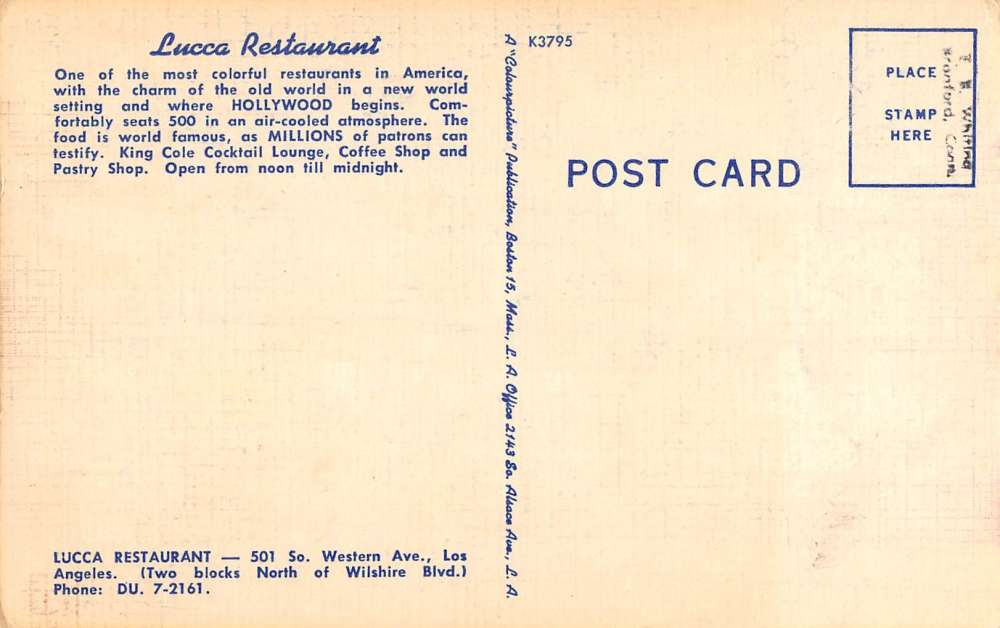 Lucca Restaurant
One of the most colorful restaurants in America,
with the charm of the old world in a new world
setting and where HOLLYWOOD begins. Com-
fortably seats 500 in an air-cooled atmosphere. The
food is world famous, as MILLIONS of patrons can
testify. King Cole Cocktail Lounge, Coffee Shop and
Pastry Shop. Open from noon till midnight.
LUCCA RESTAURANT — 501 So. Western Ave., Los
Angeles. (Two blocks North of Wilshire Blvd.)
Phone: DU. 7-2161.
A "Colourpicture" Publication, Boston 15, Mass., L. A. Office 2143 So. Alsace Ave., L. A.
K3795
POST CARD
PLACE
STAMP
HERE
Whiting
Conn